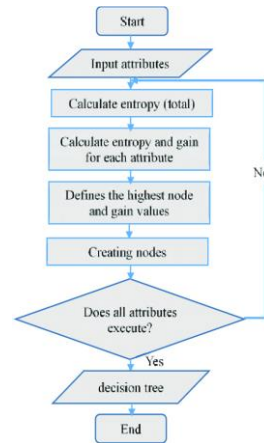 Start
Input attributes
Calculate entropy (total)
Calculate entropy and gain
for each attribute
Defines the highest node
and gain values
Creating nodes
Does all attributes
execute?
No
Yes
decision tree
End